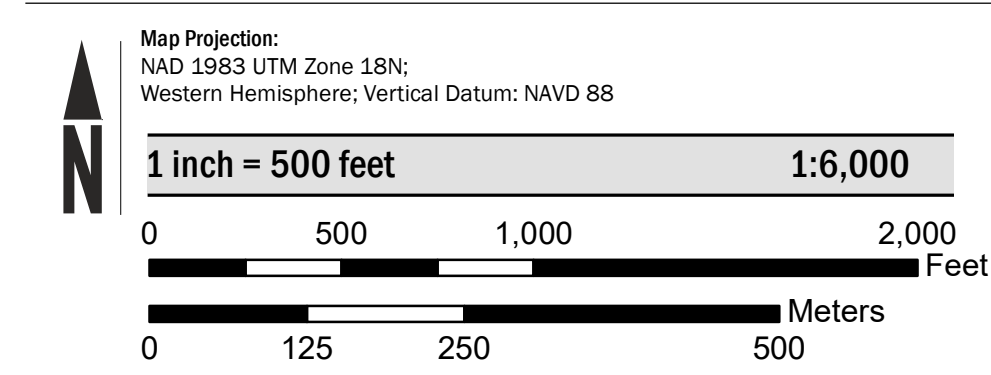 Map Projection:
NAD 1983 UTM Zone 18N;
Western Hemisphere; Vertical Datum: NAVD 88
N
1 inch = 500 feet 1:6,000
0 500 1,000 2,000
Feet
Meters
0 125 250 500